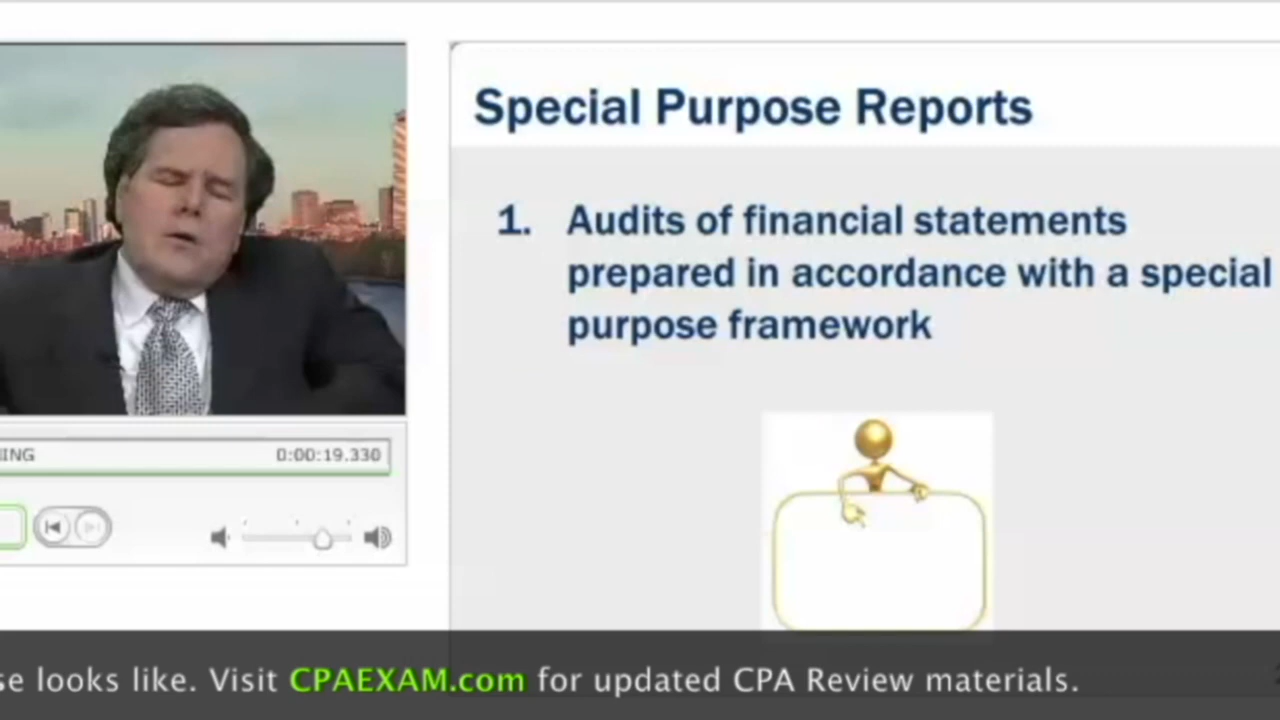 Special Purpose Reports
1. Audits of financial statements
prepared in accordance with a special
purpose framework
ING 0:00:19.330
se looks like. Visit CPAEXAM.com for updated CPA Review materials.